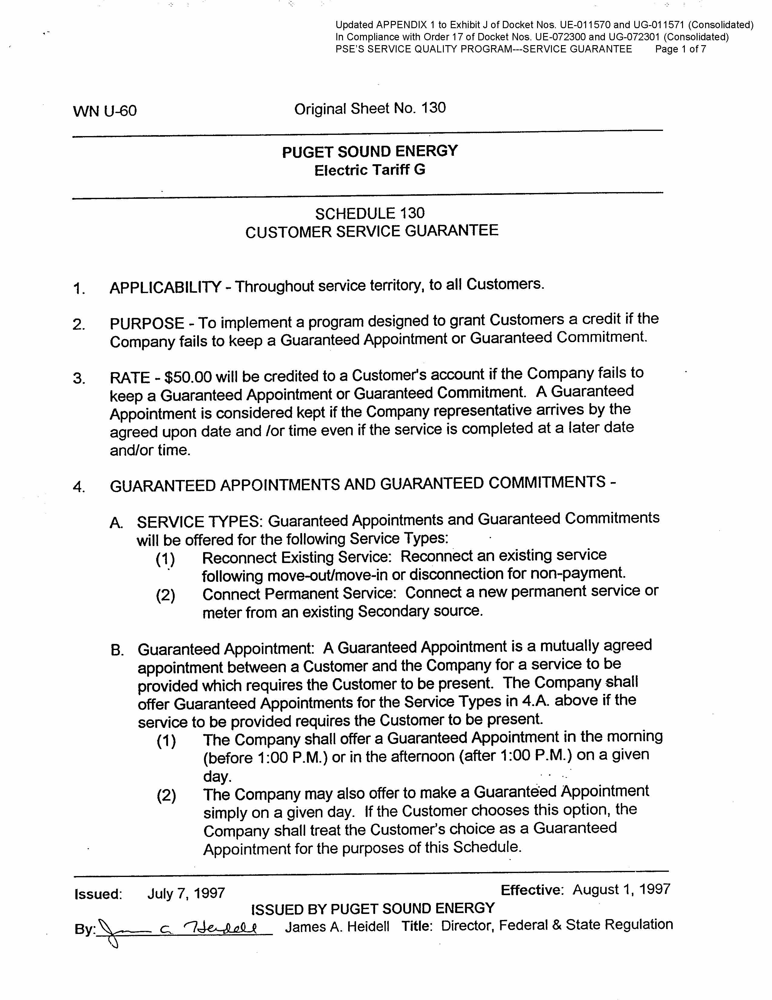 Updated APPENDIX 1 to Exhibit J of Docket Nos. UE-011570 and UG-011571 (Consolidated)
In Compliance with Order 17 of Docket Nos. UE-072300 and UG-072301 (Consolidated)
PSE'S SERVICE QUALITY PROGRAM---SERVICE GUARANTEE Page 1 of 7
WN U-60 Original Sheet No. 130
PUGET SOUND ENERGY
Electric Tariff G
SCHEDULE 130
CUSTOMER SERVICE GUARANTEE
1. APPLICABILITY - Throughout service territory, to all Customers.
2. PURPOSE - To implement a program designed to grant Customers a credit if the
Company fails to keep a Guaranteed Appointment or Guaranteed Commitment.
3. RATE - $50.00 will be credited to a Customer's account if the Company fails to
keep a Guaranteed Appointment or Guaranteed Commitment. A Guaranteed
Appointment is considered kept if the Company representative arrives by the
agreed upon date and /or time even if the service is completed at a later date
and/or time.
4. GUARANTEED APPOINTMENTS AND GUARANTEED COMMITMENTS -
A. SERVICE TYPES: Guaranteed Appointments and Guaranteed Commitments
will be offered for the following Service Types:
(1) Reconnect Existing Service: Reconnect an existing service
following move-out/move-in or disconnection for non-payment.
(2) Connect Permanent Service: Connect a new permanent service or
meter from an existing Secondary source.
B. Guaranteed Appointment: A Guaranteed Appointment is a mutually agreed
appointment between a Customer and the Company for a service to be
provided which requires the Customer to be present. The Company shall
offer Guaranteed Appointments for the Service Types in 4.A. above if the
service to be provided requires the Customer to be present.
(1) The Company shall offer a Guaranteed Appointment in the morning
(before 1:00 P.M.) or in the afternoon (after 1:00 P.M.) on a given
day.
(2) The Company may also offer to make a Guaranteed Appointment
simply on a given day. If the Customer chooses this option, the
Company shall treat the Customer's choice as a Guaranteed
Appointment for the purposes of this Schedule.
Issued: July 7, 1997 Effective: August 1, 1997
ISSUED BY PUGET SOUND ENERGY
By: James A. Heidell Title: Director, Federal & State Regulation